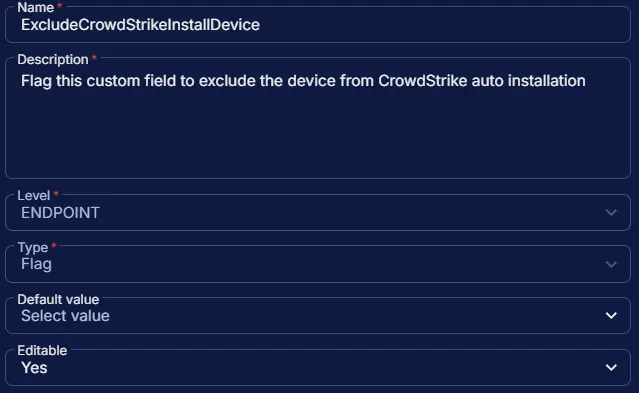 Name *
ExcludeCrowdStrikeInstallDevice
Description *
Flag this custom field to exclude the device from CrowdStrike auto installation
Level *
ENDPOINT
Type *
Flag
Default value
Select value
Editable
Yes